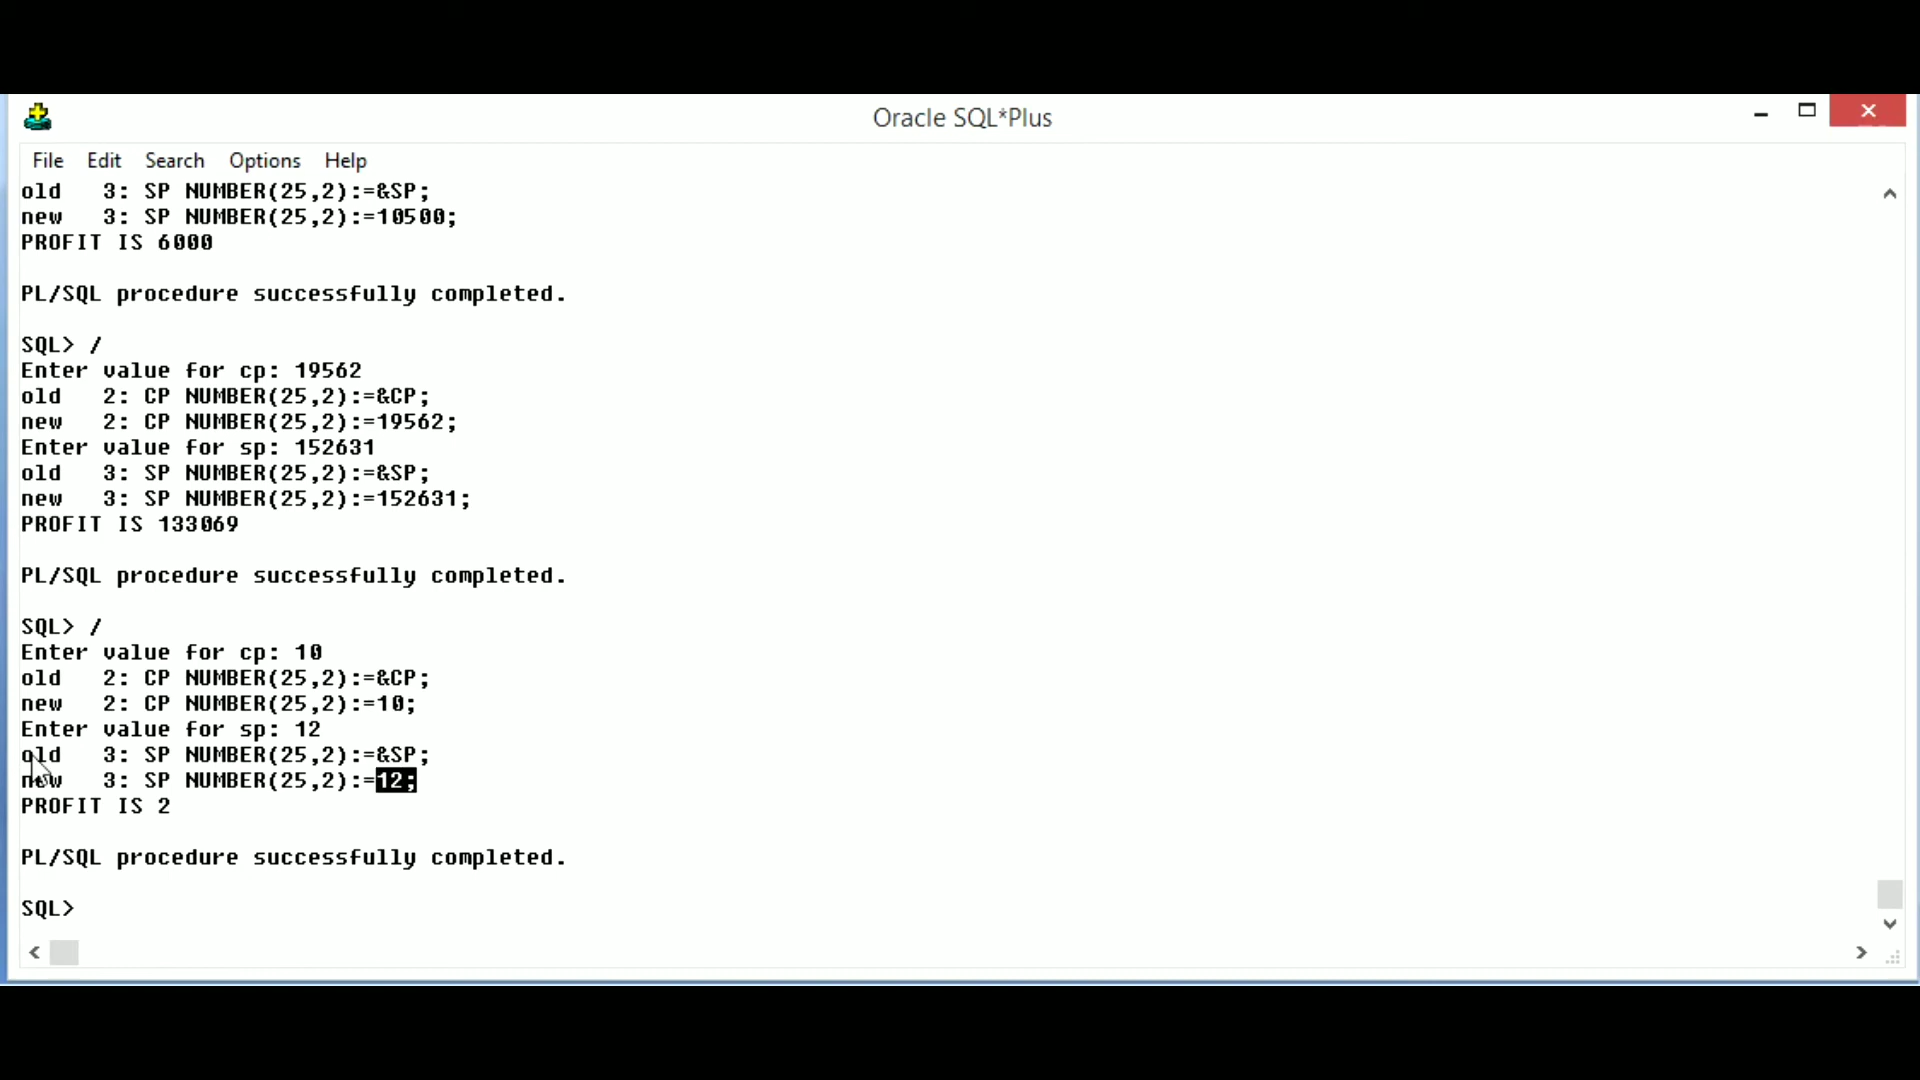 Oracle SQL*Plus
File Edit Search Options Help
old   3: SP NUMBER(25,2):=&SP;
new   3: SP NUMBER(25,2):=10500;
PROFIT IS 6000
PL/SQL procedure successfully completed.
SQL> /
Enter value for cp: 19562
old   2: CP NUMBER(25,2):=&CP;
new   2: CP NUMBER(25,2):=19562;
Enter value for sp: 152631
old   3: SP NUMBER(25,2):=&SP;
new   3: SP NUMBER(25,2):=152631;
PROFIT IS 133069
PL/SQL procedure successfully completed.
SQL> /
Enter value for cp: 10
old   2: CP NUMBER(25,2):=&CP;
new   2: CP NUMBER(25,2):=10;
Enter value for sp: 12
old   3: SP NUMBER(25,2):=&SP;
new   3: SP NUMBER(25,2):=12;
PROFIT IS 2
PL/SQL procedure successfully completed.
SQL>